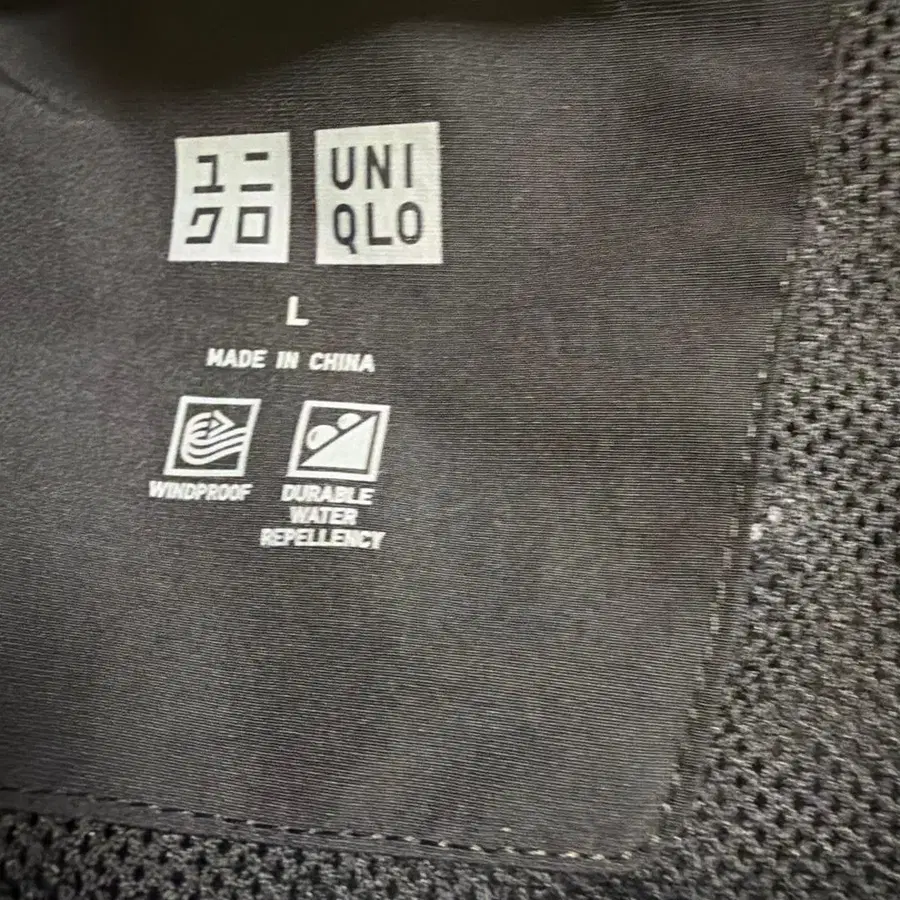 ユニ
クロ
UNI
QLO
L
MADE IN CHINA
WINDPROOF
DURABLE
WATER
REPELLENCY